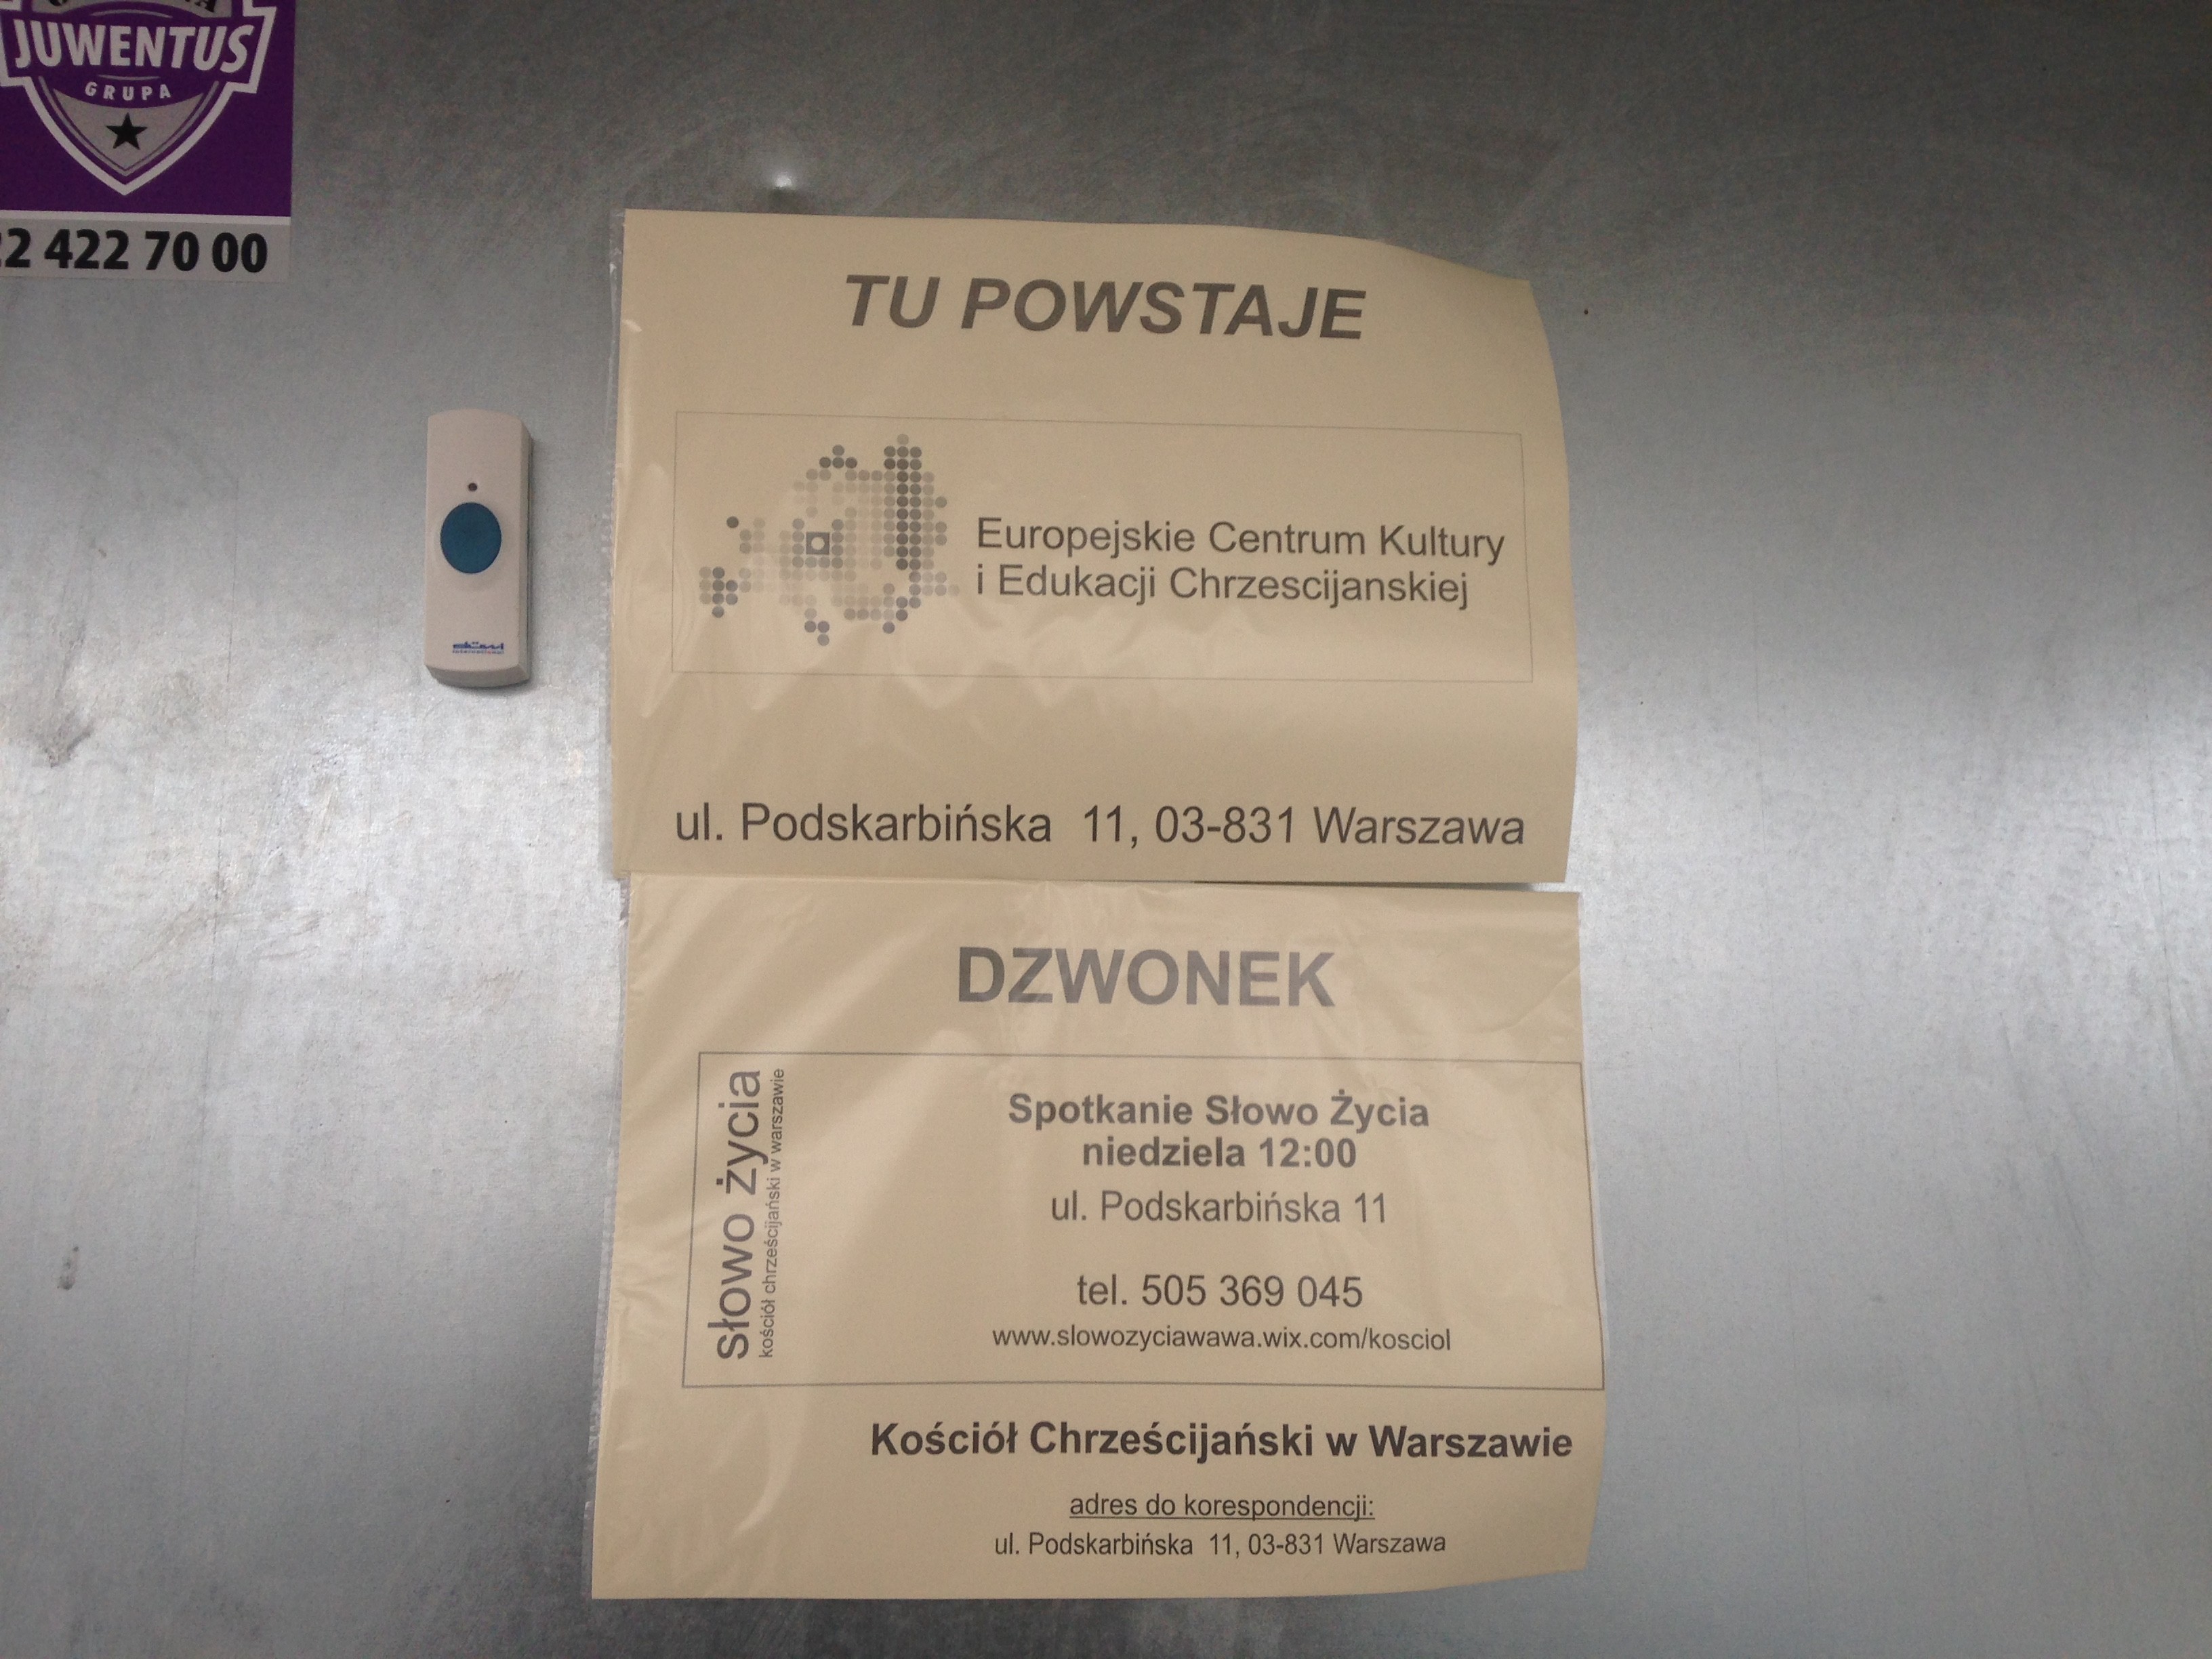 JUWENTUS
GRUPA
2 422 70 00
TU POWSTAJE
Europejskie Centrum Kultury
i Edukacji Chrzescijanskiej
ul. Podskarbińska 11, 03-831 Warszawa
DZWONEK
słowo życia
kościół chrześcijański w warszawie
Spotkanie Słowo Życia
niedziela 12:00
ul. Podskarbińska 11
tel. 505 369 045
www.slowozyciawawa.wix.com/kosciol
Kościół Chrześcijański w Warszawie
adres do korespondencji:
ul. Podskarbińska 11, 03-831 Warszawa